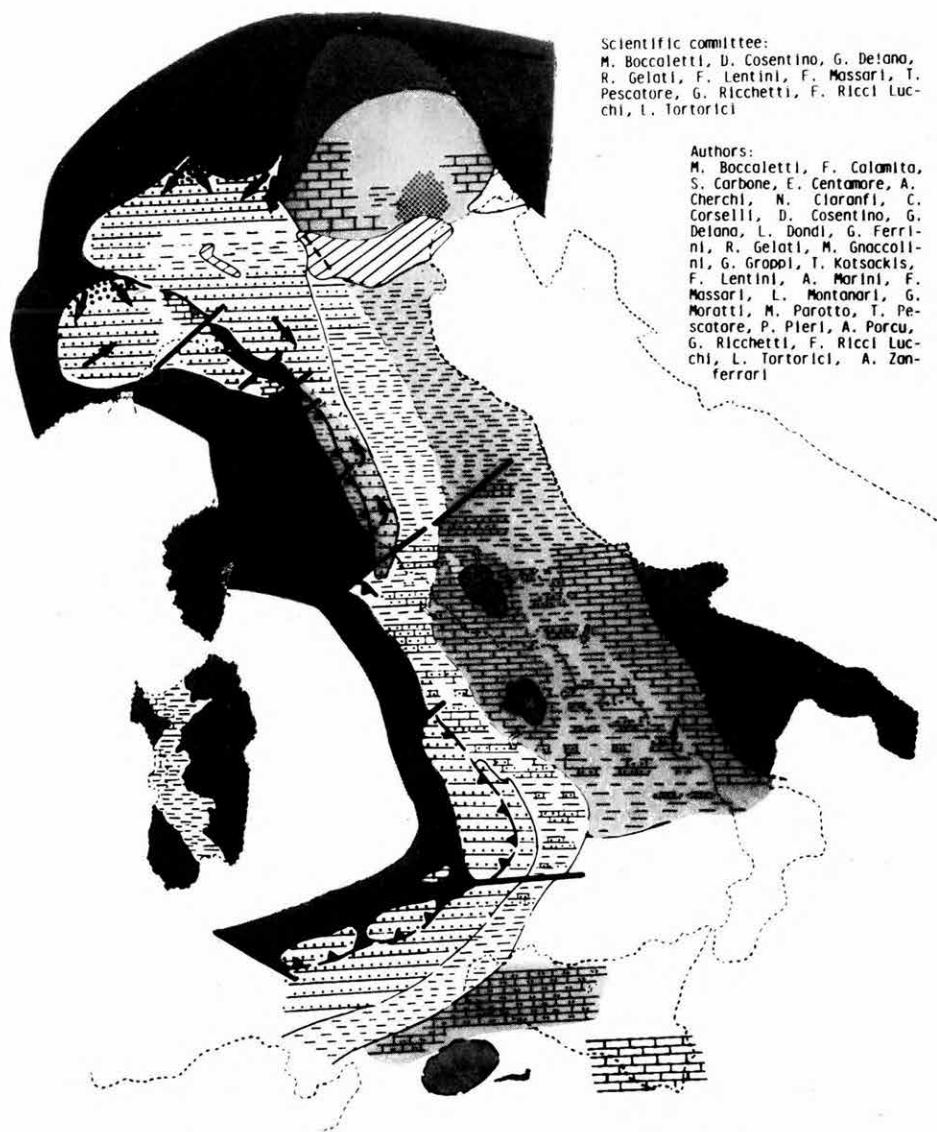 Scientific committee:
M. Boccaletti, D. Cosentino, G. Deiana,
R. Gelati, F. Lentini, F. Massari, T.
Pescatore, G. Ricchetti, F. Ricci Luc-
chi, L. Tortorici
Authors:
M. Boccaletti, F. Calamita,
S. Carbone, E. Centamore, A.
Cherchi, N. Ciaranfi, C.
Corselli, D. Cosentino, G.
Deiana, L. Dondi, G. Ferri-
ni, R. Gelati, M. Gnaccoli-
ni, G. Groppi, T. Kotsackis,
F. Lentini, A. Marini, F.
Massari, L. Montanari, G.
Moratti, M. Parotto, T. Pe-
scatore, P. Pieri, A. Porcu,
G. Ricchetti, F. Ricci Luc-
chi, L. Tortorici, A. Zan-
ferrari